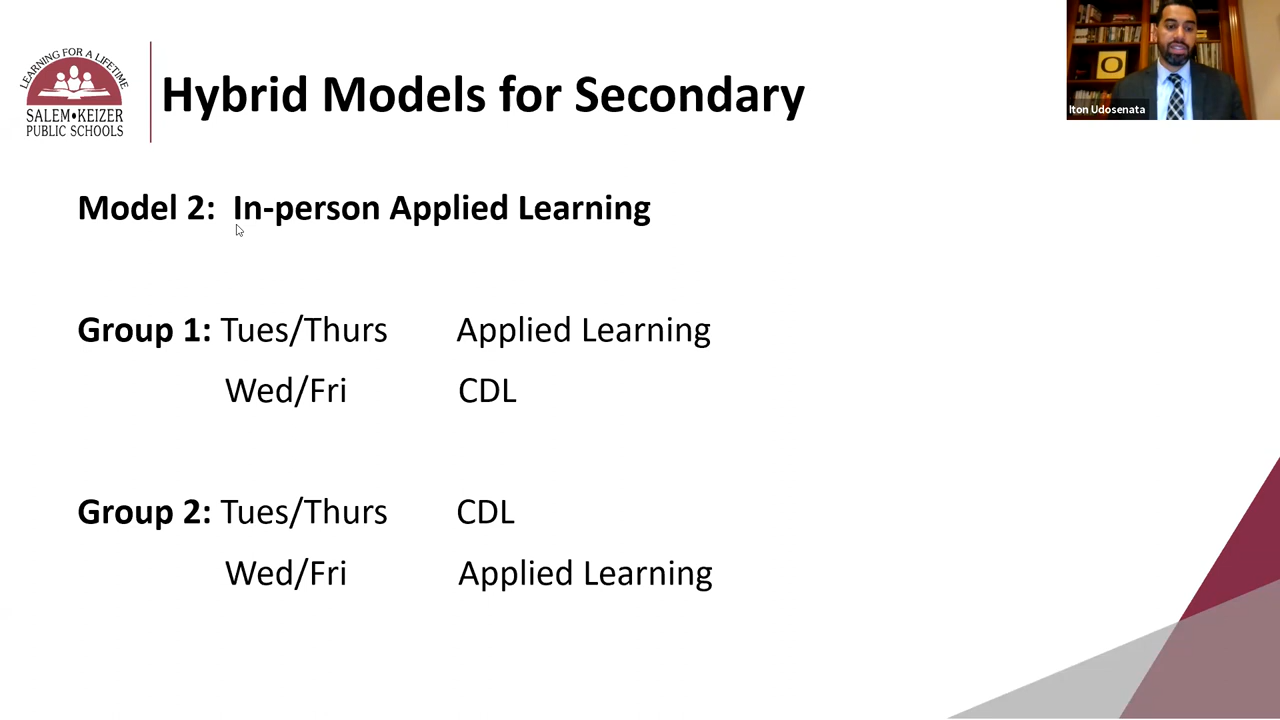 LEARNING FOR A LIFETIME
SALEM•KEIZER
PUBLIC SCHOOLS
Hybrid Models for Secondary
O
Iton Udosenata
Model 2: In-person Applied Learning
Group 1: Tues/Thurs Applied Learning
Wed/Fri CDL
Group 2: Tues/Thurs CDL
Wed/Fri Applied Learning